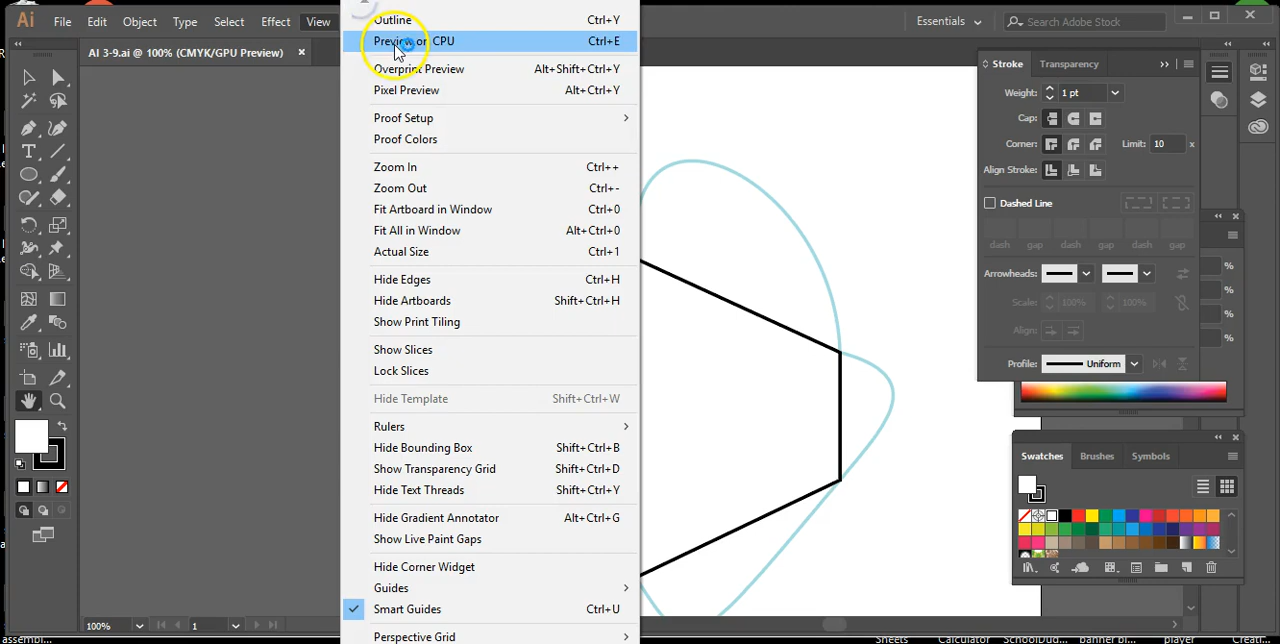 Ai File Edit Object Type Select Effect View
Essentials Search Adobe Stock
AI 3-9.ai @ 100% (CMYK/GPU Preview) ×
Outline Ctrl+Y
Preview on CPU Ctrl+E
Overprint Preview Alt+Shift+Ctrl+Y
Pixel Preview Alt+Ctrl+Y
Proof Setup
Proof Colors
Zoom In Ctrl++
Zoom Out Ctrl+-
Fit Artboard in Window Ctrl+0
Fit All in Window Alt+Ctrl+0
Actual Size Ctrl+1
Hide Edges Ctrl+H
Hide Artboards Shift+Ctrl+H
Show Print Tiling
Show Slices
Lock Slices
Hide Template Shift+Ctrl+W
Rulers
Hide Bounding Box Shift+Ctrl+B
Show Transparency Grid Shift+Ctrl+D
Hide Text Threads Shift+Ctrl+Y
Hide Gradient Annotator Alt+Ctrl+G
Show Live Paint Gaps
Hide Corner Widget
Guides
Smart Guides Ctrl+U
Perspective Grid
Stroke Transparency
Weight: 1 pt
Cap:
Corner: Limit: 10 x
Align Stroke:
Dashed Line
dash gap dash gap dash gap
Arrowheads:
Scale: 100% 100%
Align:
Profile: Uniform
%
%
%
%
Swatches Brushes Symbols
100% 1
assembl... Sheets Calculator SchoolDud... banner bl... player Creati...